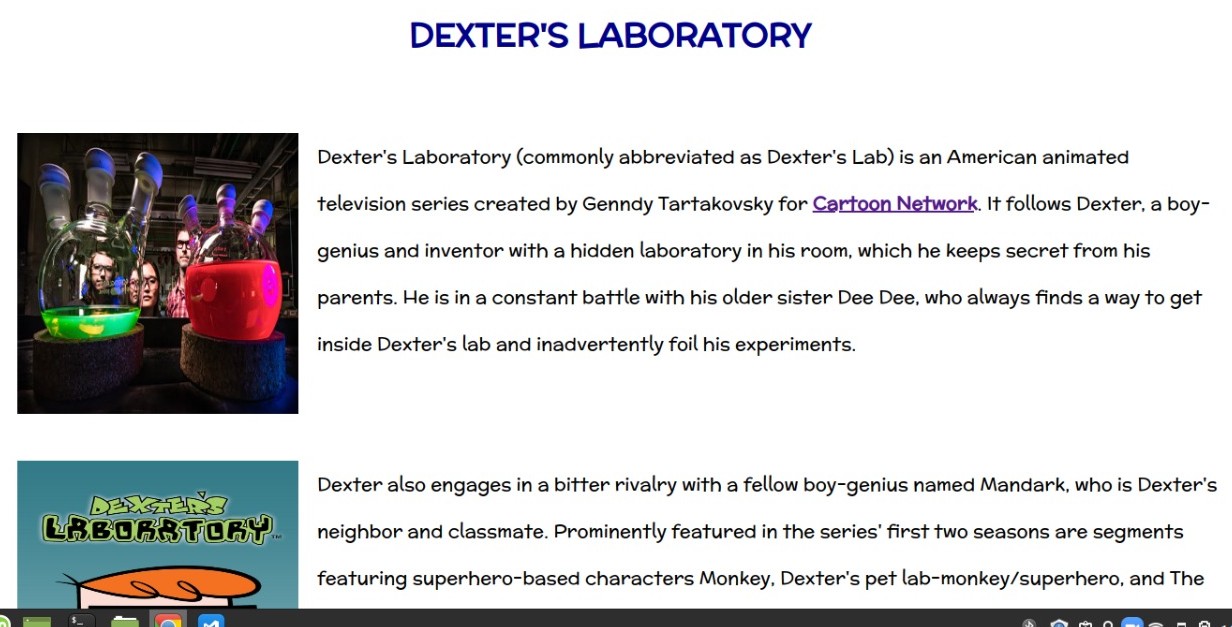 DEXTER'S LABORATORY
Dexter's Laboratory (commonly abbreviated as Dexter's Lab) is an American animated
television series created by Genndy Tartakovsky for Cartoon Network. It follows Dexter, a boy-
genius and inventor with a hidden laboratory in his room, which he keeps secret from his
parents. He is in a constant battle with his older sister Dee Dee, who always finds a way to get
inside Dexter's lab and inadvertently foil his experiments.
DEXTER'S
LABORATORY™
Dexter also engages in a bitter rivalry with a fellow boy-genius named Mandark, who is Dexter's
neighbor and classmate. Prominently featured in the series' first two seasons are segments
featuring superhero-based characters Monkey, Dexter's pet lab-monkey/superhero, and The